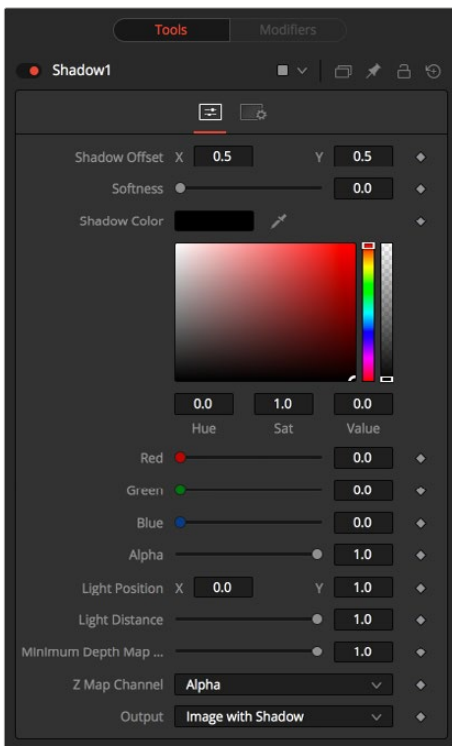 Tools Modifiers
Shadow1
Shadow Offset X 0.5 Y 0.5
Softness 0.0
Shadow Color
0.0 1.0 0.0
Hue Sat Value
Red 0.0
Green 0.0
Blue 0.0
Alpha 1.0
Light Position X 0.0 Y 1.0
Light Distance 1.0
Minimum Depth Map ... 1.0
Z Map Channel Alpha
Output Image with Shadow